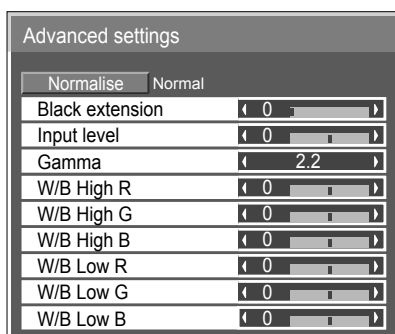 Advanced settings
Normalise Normal
Black extension 0
Input level 0
Gamma 2.2
W/B High R 0
W/B High G 0
W/B High B 0
W/B Low R 0
W/B Low G 0
W/B Low B 0